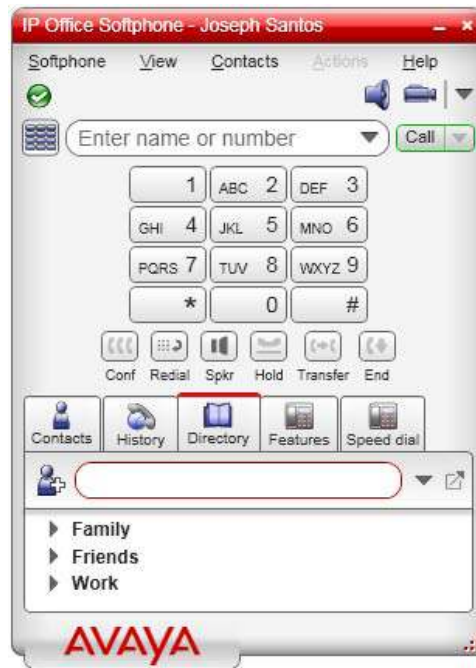 IP Office Softphone - Joseph Santos
Softphone View Contacts Actions Help
Enter name or number Call
1 ABC 2 DEF 3
GHI 4 JKL 5 MNO 6
PQRS 7 TUV 8 WXYZ 9
* 0 #
Conf Redial Spkr Hold Transfer End
Contacts History Directory Features Speed dial
Family
Friends
Work
AVAYA